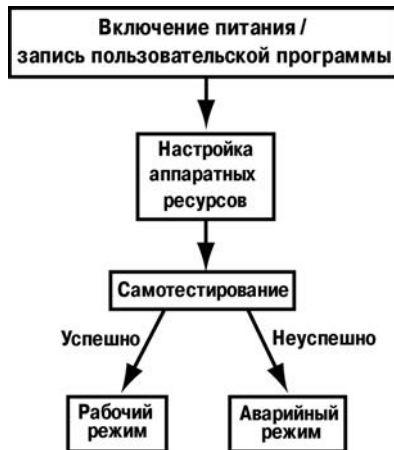 Включение питания /
запись пользовательской программы
Настройка
аппаратных
ресурсов
Самотестирование
Успешно
Неуспешно
Рабочий
режим
Аварийный
режим